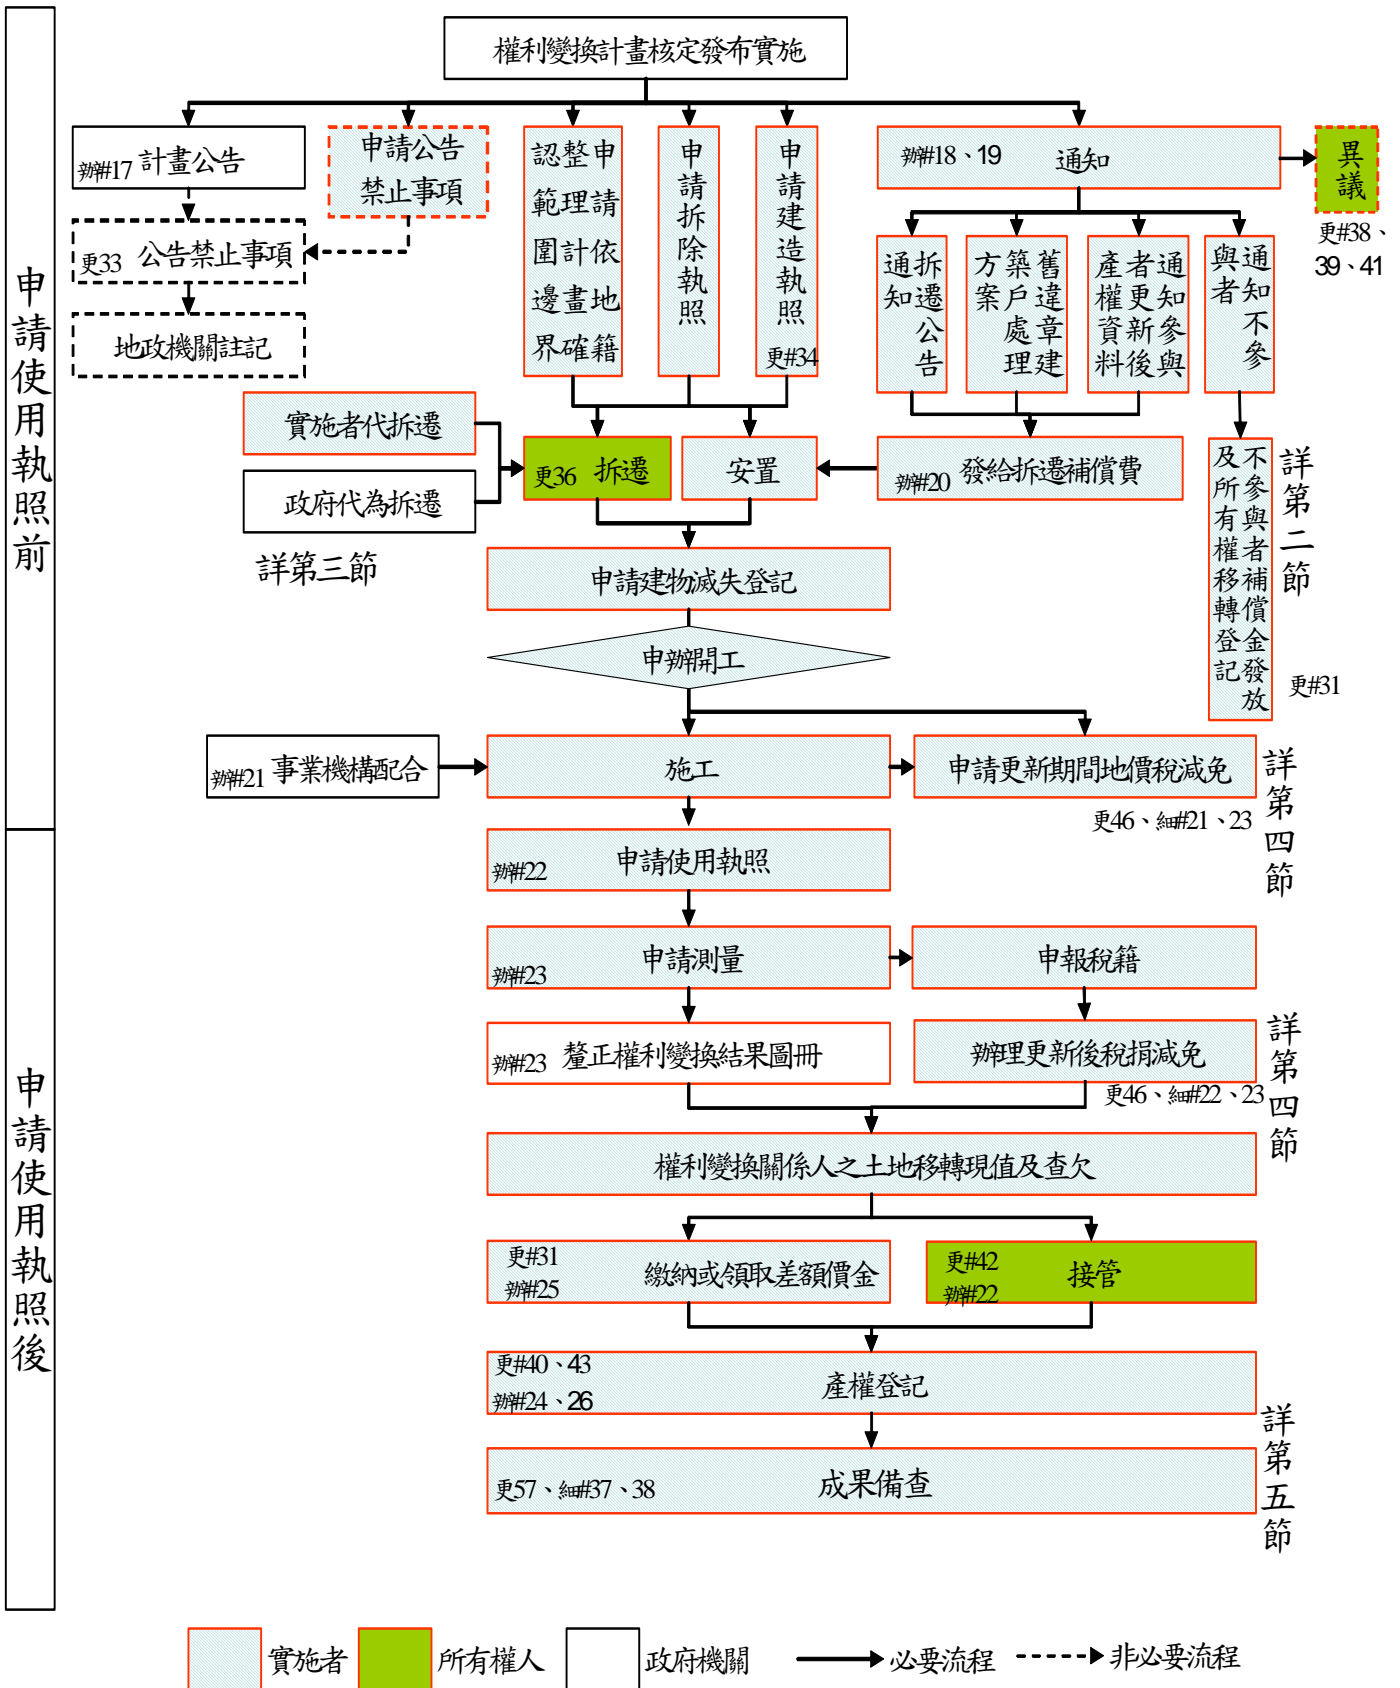 權利變換計畫核定發布實施
申請使用執照前
辦#17 計畫公告
申請公告
禁止事項
更33 公告禁止事項
地政機關註記
申請依地籍
整理計畫確
認範圍邊界
申請拆除執照
申請建造執照
更#34
辦#18、19 通知
異議
更#38、
39、41
拆遷公告
通知
舊違章建
築戶處理
方案
通知參與
者更新後
產權資料
通知不參
與者
實施者代拆遷
政府代為拆遷
詳第三節
更36 拆遷
安置
辦#20 發給拆遷補償費
不參與者補償金發放
及所有權移轉登記
更#31
詳第二節
申請建物滅失登記
申辦開工
辦#21 事業機構配合
施工
申請更新期間地價稅減免
更46、細#21、23
詳第四節
申請使用執照後
辦#22 申請使用執照
辦#23 申請測量
申報稅籍
辦#23 釐正權利變換結果圖冊
辦理更新後稅捐減免
更46、細#22、23
詳第四節
權利變換關係人之土地移轉現值及查欠
更#31
辦#25
繳納或領取差額價金
更#42
辦#22
接管
更#40、43
辦#24、26
產權登記
更57、細#37、38 成果備查
詳第五節
實施者 所有權人 政府機關 必要流程 非必要流程